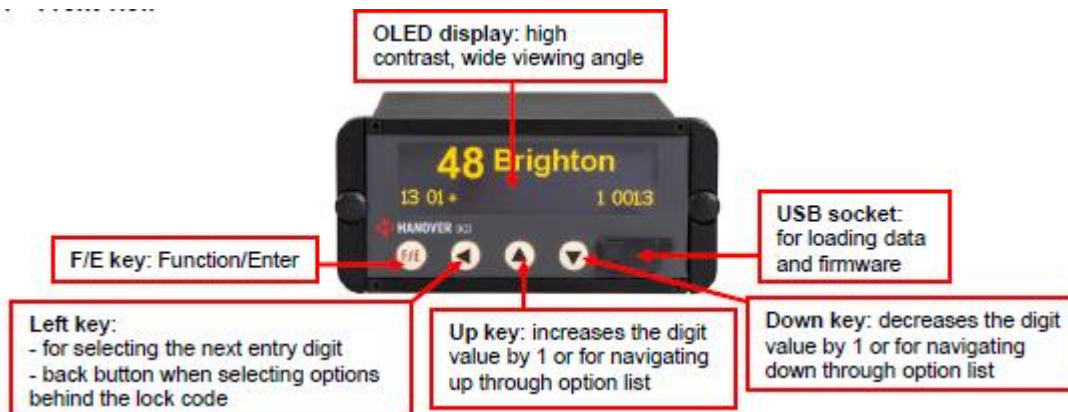 OLED display: high
contrast, wide viewing angle
48 Brighton
13 01+
1 0013
HANOVER
F/E
F/E key: Function/Enter
USB socket:
for loading data
and firmware
Left key:
- for selecting the next entry digit
- back button when selecting options
behind the lock code
Up key: increases the digit
value by 1 or for navigating
up through option list
Down key: decreases the digit
value by 1 or for navigating
down through option list